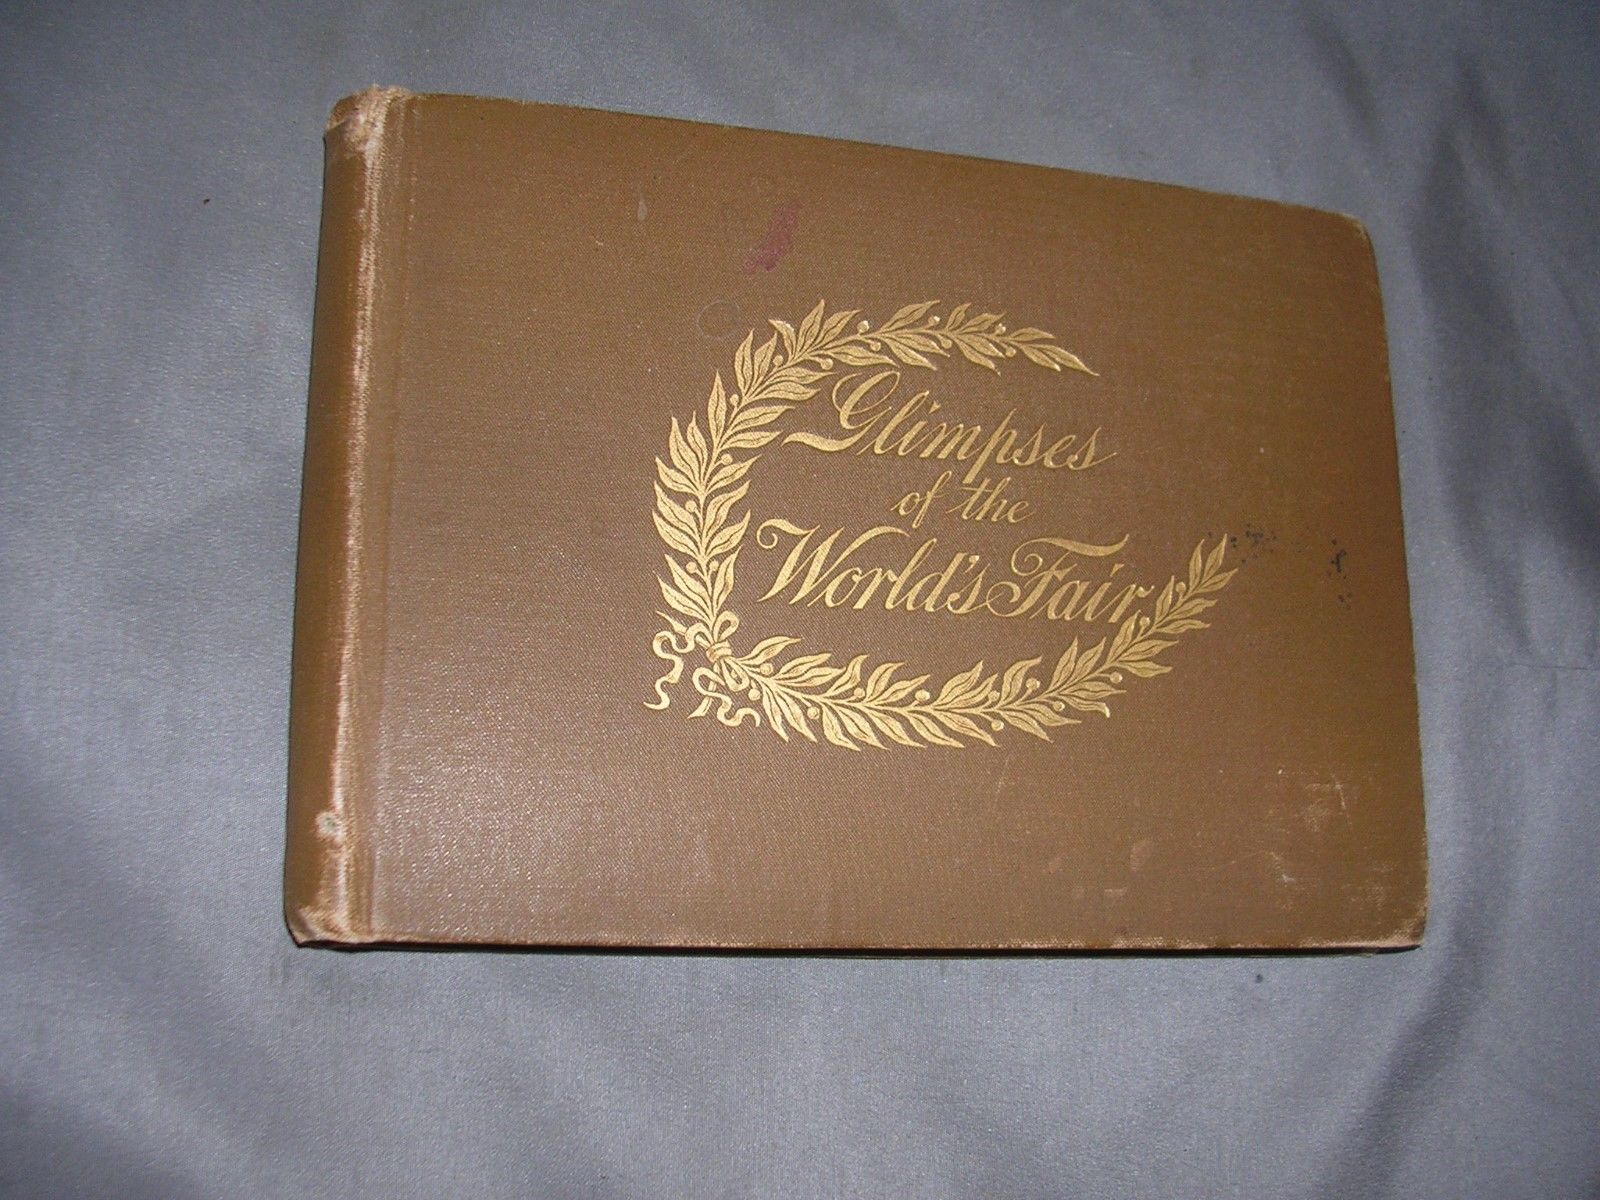 Glimpses
of the
World's Fair